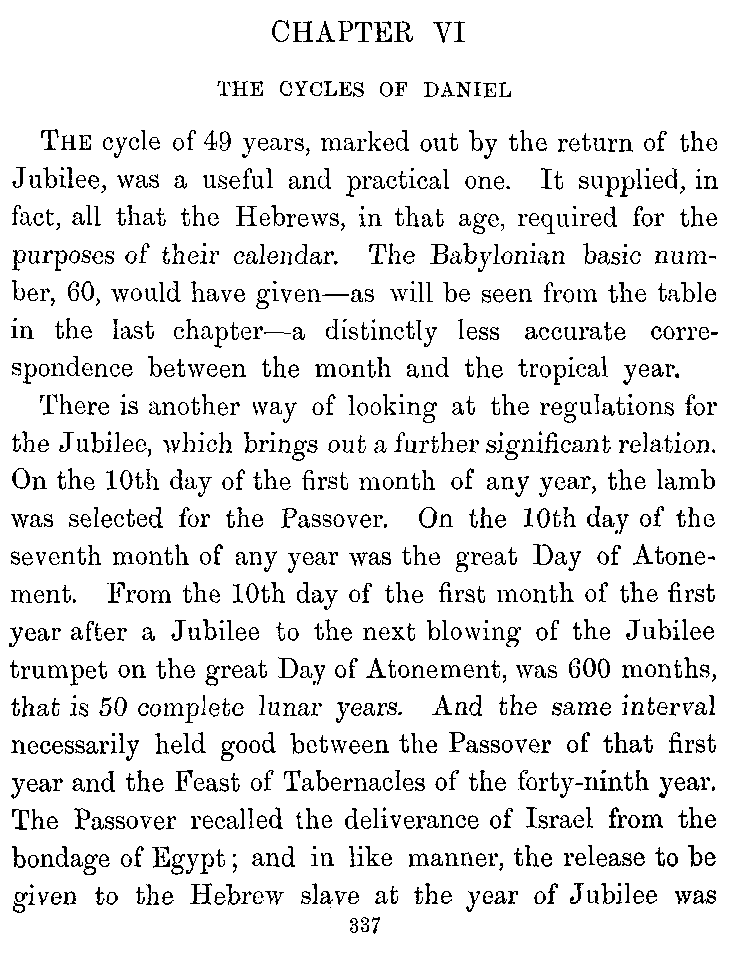 CHAPTER VI
THE CYCLES OF DANIEL
THE cycle of 49 years, marked out by the return of the
Jubilee, was a useful and practical one. It supplied, in
fact, all that the Hebrews, in that age, required for the
purposes of their calendar. The Babylonian basic num-
ber, 60, would have given—as will be seen from the table
in the last chapter—a distinctly less accurate corre-
spondence between the month and the tropical year.
There is another way of looking at the regulations for
the Jubilee, which brings out a further significant relation.
On the 10th day of the first month of any year, the lamb
was selected for the Passover. On the 10th day of the
seventh month of any year was the great Day of Atone-
ment. From the 10th day of the first month of the first
year after a Jubilee to the next blowing of the Jubilee
trumpet on the great Day of Atonement, was 600 months,
that is 50 complete lunar years. And the same interval
necessarily held good between the Passover of that first
year and the Feast of Tabernacles of the forty-ninth year.
The Passover recalled the deliverance of Israel from the
bondage of Egypt; and in like manner, the release to be
given to the Hebrew slave at the year of Jubilee was
337